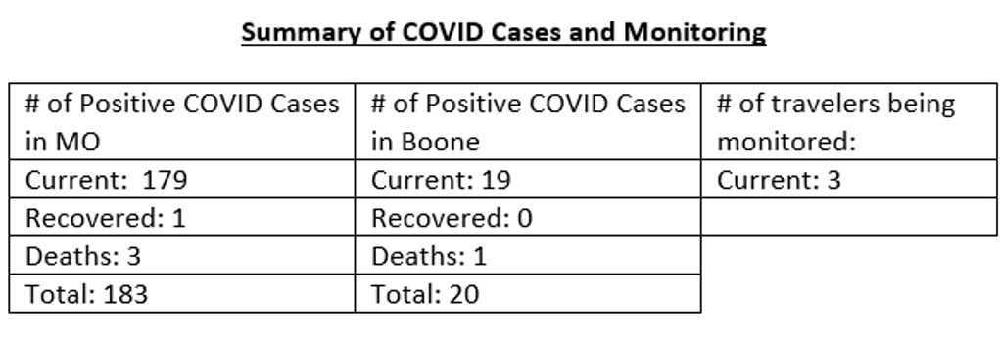 Summary of COVID Cases and Monitoring
# of Positive COVID Cases
in MO
# of Positive COVID Cases
in Boone
# of travelers being
monitored:
Current:  179
Current: 19
Current: 3
Recovered: 1
Recovered: 0
Deaths: 3
Deaths: 1
Total: 183
Total: 20